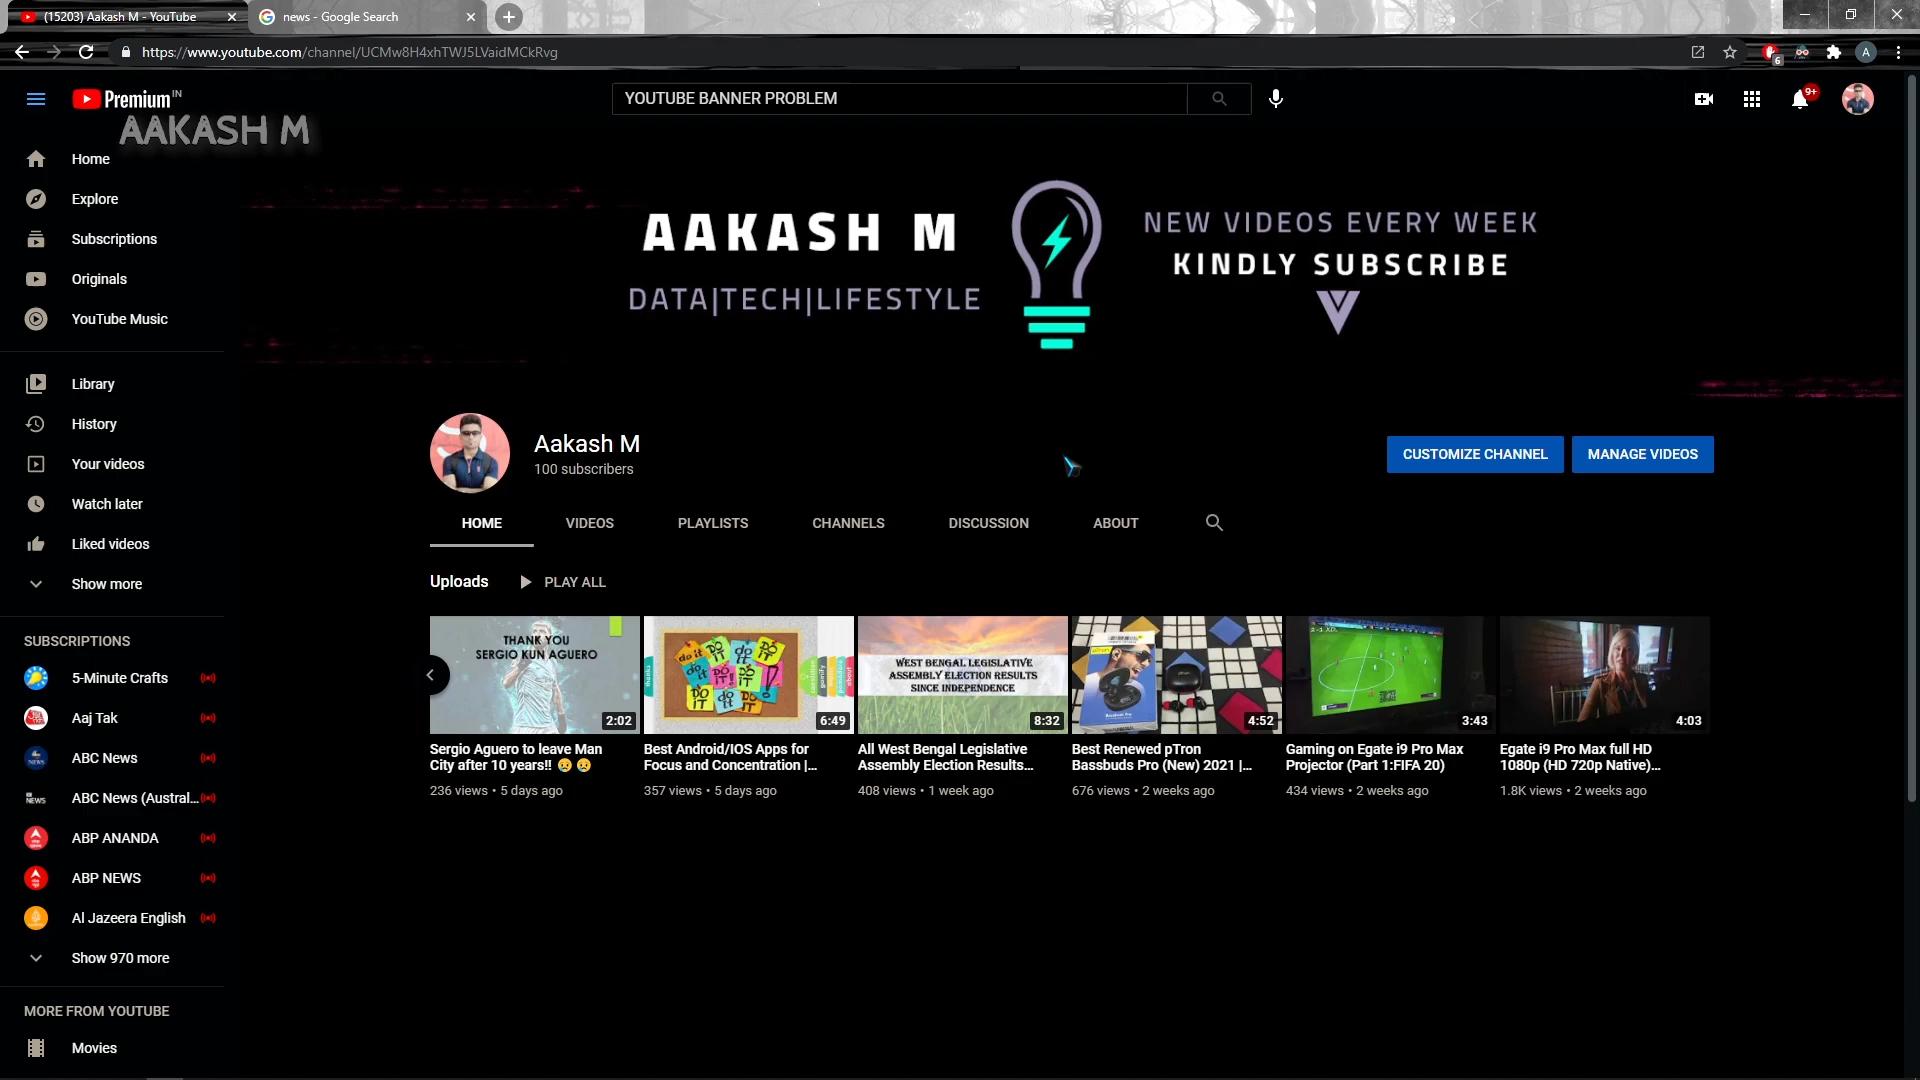 (15203) Aakash M - YouTube
news - Google Search
https://www.youtube.com/channel/UCMw8H4xhTWJ5LVaidMCkRvg
6
A
Premium IN
YOUTUBE BANNER PROBLEM
9+
AAKASH M
Home
Explore
Subscriptions
Originals
YouTube Music
Library
History
Your videos
Watch later
Liked videos
Show more
SUBSCRIPTIONS
5-Minute Crafts
Aaj Tak
ABC News
ABC News (Austral...
ABP ANANDA
ABP NEWS
Al Jazeera English
Show 970 more
MORE FROM YOUTUBE
Movies
AAKASH M
DATA|TECH|LIFESTYLE
NEW VIDEOS EVERY WEEK
KINDLY SUBSCRIBE
Aakash M
100 subscribers
CUSTOMIZE CHANNEL
MANAGE VIDEOS
HOME
VIDEOS
PLAYLISTS
CHANNELS
DISCUSSION
ABOUT
Uploads
PLAY ALL
THANK YOU
SERGIO KUN AGUERO
2:02
Sergio Aguero to leave Man
City after 10 years!! 😢😢
236 views • 5 days ago
do it
DO IT
6:49
Best Android/IOS Apps for
Focus and Concentration |...
357 views • 5 days ago
WEST BENGAL LEGISLATIVE
ASSEMBLY ELECTION RESULTS
SINCE INDEPENDENCE
8:32
All West Bengal Legislative
Assembly Election Results...
408 views • 1 week ago
4:52
Best Renewed pTron
Bassbuds Pro (New) 2021 |...
676 views • 2 weeks ago
3:43
Gaming on Egate i9 Pro Max
Projector (Part 1:FIFA 20)
434 views • 2 weeks ago
4:03
Egate i9 Pro Max full HD
1080p (HD 720p Native)...
1.8K views • 2 weeks ago